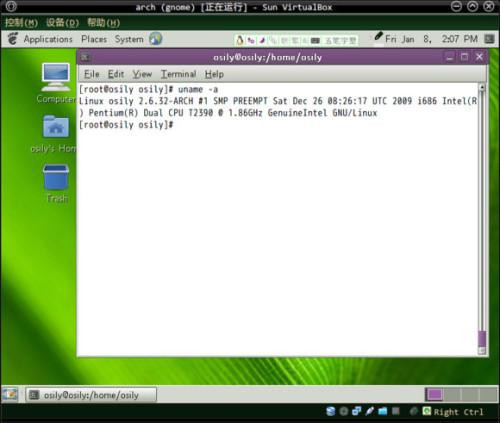 arch (gnome) [正在运行] - Sun VirtualBox
控制(M) 设备(D) 帮助(H)
Applications Places System
五笔字型
Fri Jan 8, 2:07 PM
Computer
osily's Hom
Trash
osily@osily:/home/osily
File Edit View Terminal Help
[root@osily osily]# uname -a
Linux osily 2.6.32-ARCH #1 SMP PREEMPT Sat Dec 26 08:26:17 UTC 2009 i686 Intel(R
) Pentium(R) Dual CPU T2390 @ 1.86GHz GenuineIntel GNU/Linux
[root@osily osily]#
osily@osily:/home/osily
Right Ctrl